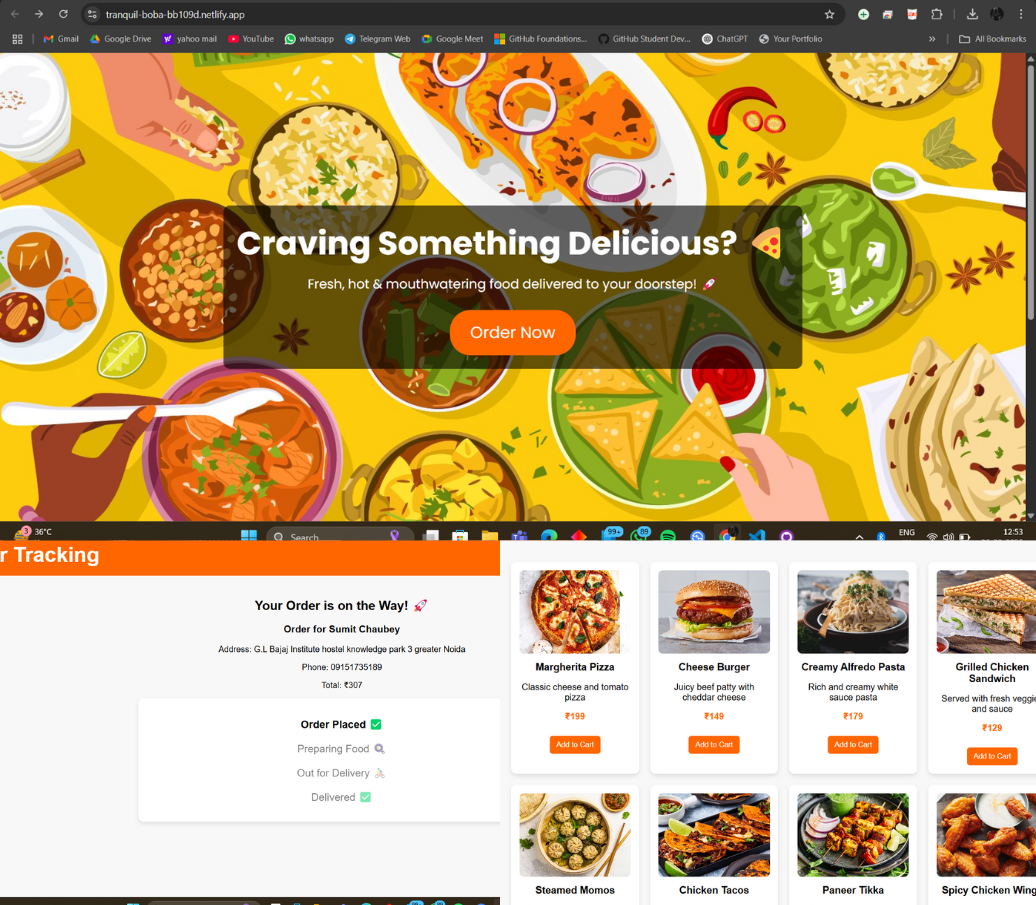 tranquil-boba-bb109d.netlify.app
Gmail
Google Drive
yahoo mail
YouTube
whatsapp
Telegram Web
Google Meet
GitHub Foundations...
GitHub Student Dev...
ChatGPT
Your Portfolio
»
All Bookmarks
Craving Something Delicious? 🍕
Fresh, hot & mouthwatering food delivered to your doorstep! 🚀
Order Now
3
36°C
Search
99+
89
ENG
12:53
r Tracking
Your Order is on the Way! 🚀
Order for Sumit Chaubey
Address: G.L Bajaj Institute hostel knowledge park 3 greater Noida
Phone: 09151735189
Total: ₹307
Order Placed ✅
Preparing Food 🍳
Out for Delivery 🚴
Delivered ✅
Margherita Pizza
Classic cheese and tomato
pizza
₹199
Add to Cart
Cheese Burger
Juicy beef patty with
cheddar cheese
₹149
Add to Cart
Creamy Alfredo Pasta
Rich and creamy white
sauce pasta
₹179
Add to Cart
Grilled Chicken
Sandwich
Served with fresh veggie
and sauce
₹129
Add to Cart
Steamed Momos
Chicken Tacos
Paneer Tikka
Spicy Chicken Wing